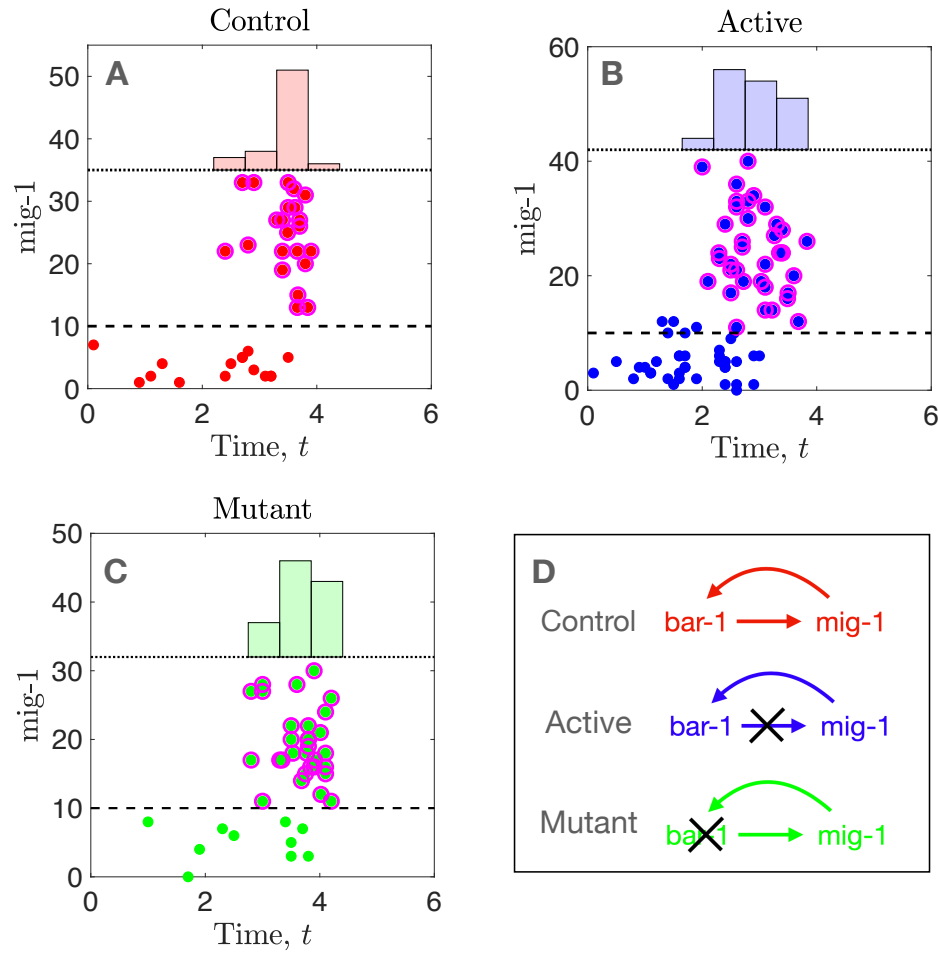 Control
A
50
40
30
20
10
0
mig-1
0 2 4 6
Time, t
Active
B
60
40
20
0
mig-1
0 2 4 6
Time, t
Mutant
C
50
40
30
20
10
0
mig-1
0 2 4 6
Time, t
D
Control bar-1 mig-1
Active bar-1 mig-1
Mutant bar-1 mig-1